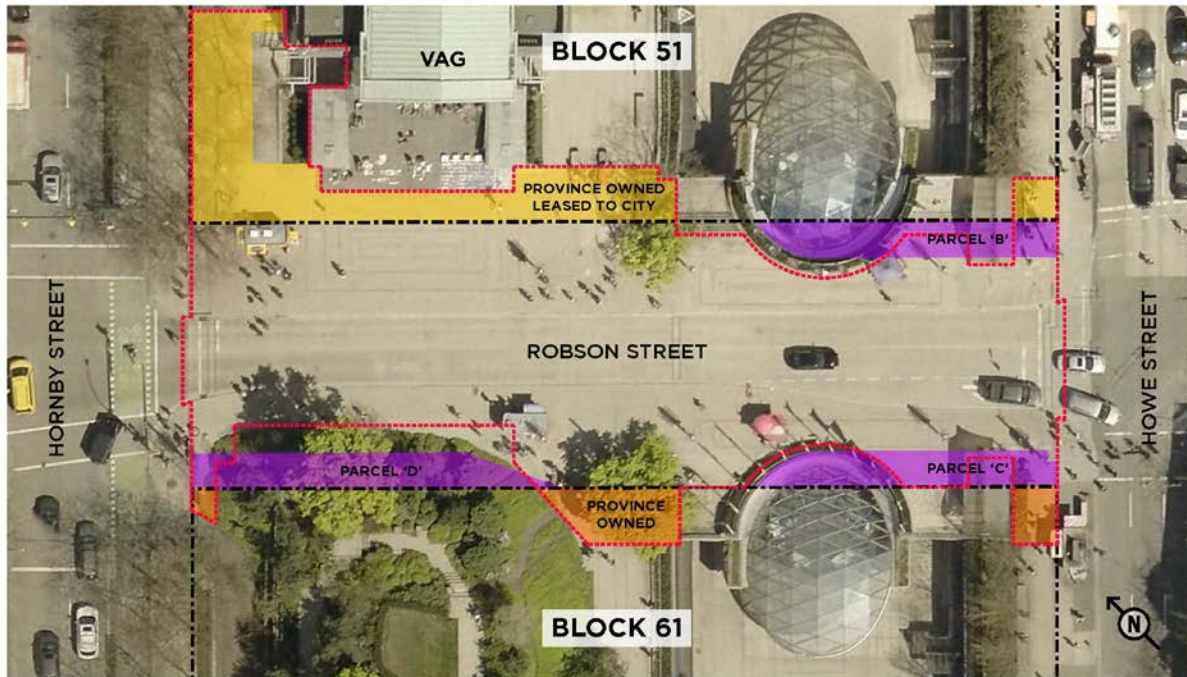 BLOCK 51
VAG
PROVINCE OWNED
LEASED TO CITY
PARCEL 'B'
HORNBY STREET
ROBSON STREET
HOWE STREET
PARCEL 'D'
PARCEL 'C'
PROVINCE
OWNED
BLOCK 61
N